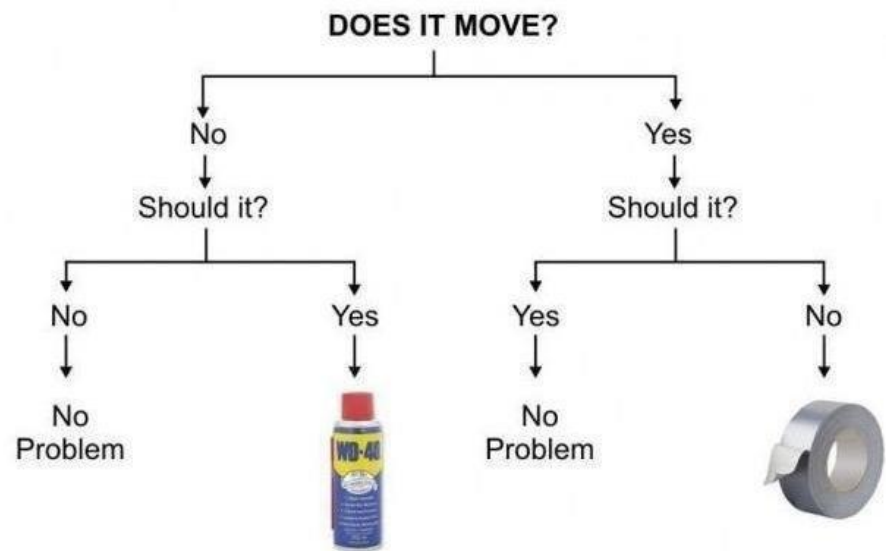 DOES IT MOVE?
No
Yes
Should it?
Should it?
No
Yes
Yes
No
No
Problem
WD-40
No
Problem